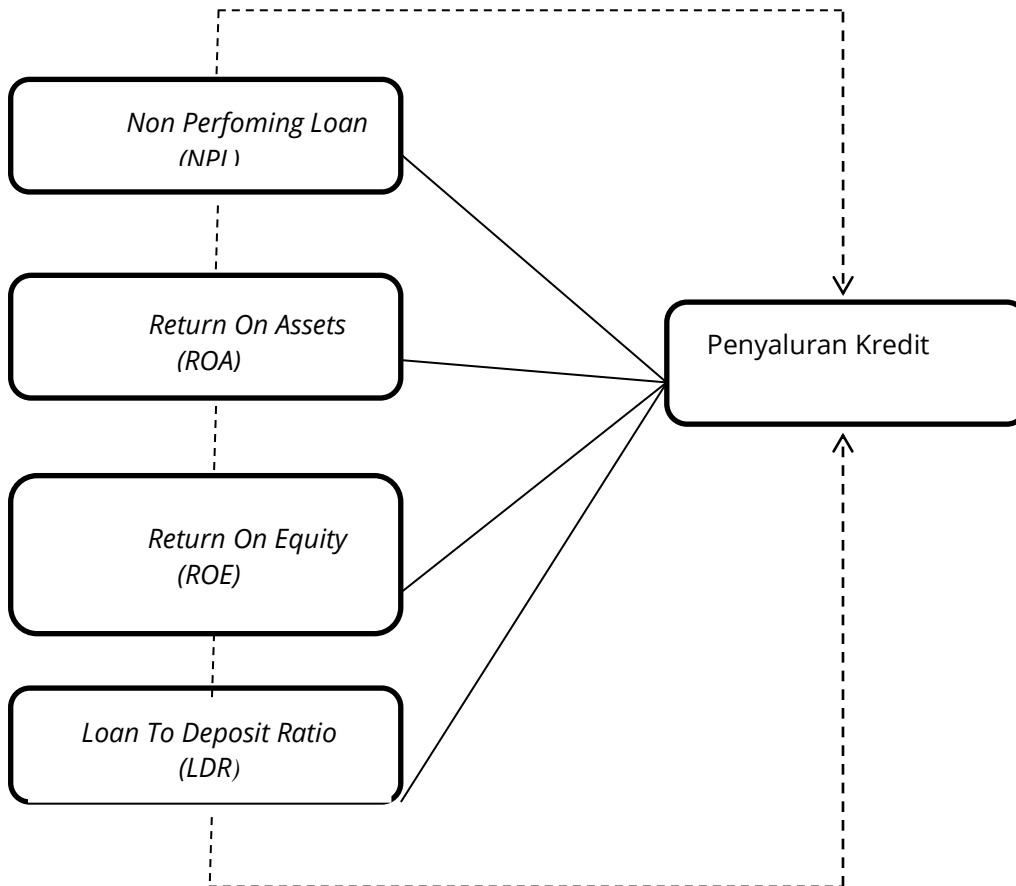 Non Perfoming Loan
(NPL)
Return On Assets
(ROA)
Penyaluran Kredit
Return On Equity
(ROE)
Loan To Deposit Ratio
(LDR)